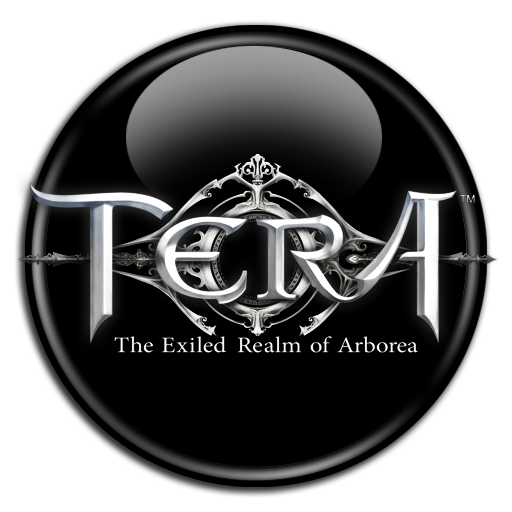 TERA™
The Exiled Realm of Arborea